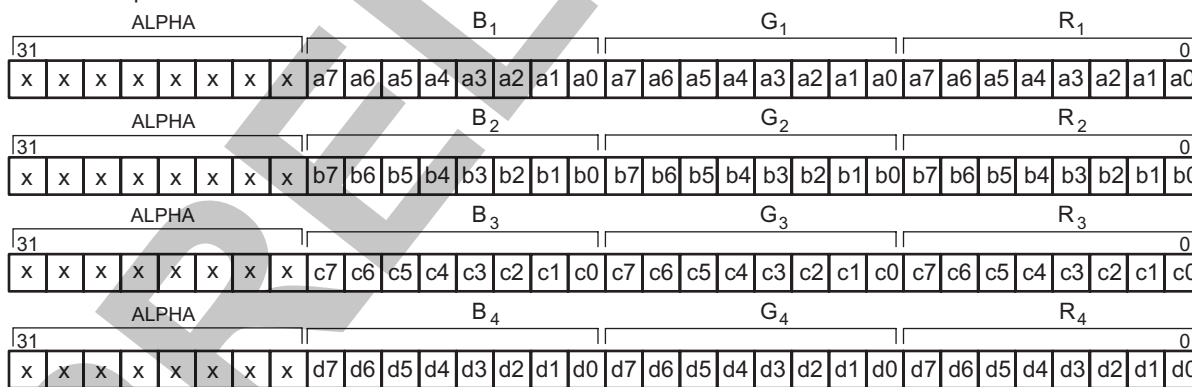 ALPHA B1 G1 R1
31 0
x x x x x x x x a7 a6 a5 a4 a3 a2 a1 a0 a7 a6 a5 a4 a3 a2 a1 a0 a7 a6 a5 a4 a3 a2 a1 a0
ALPHA B2 G2 R2
31 0
x x x x x x x x b7 b6 b5 b4 b3 b2 b1 b0 b7 b6 b5 b4 b3 b2 b1 b0 b7 b6 b5 b4 b3 b2 b1 b0
ALPHA B3 G3 R3
31 0
x x x x x x x x c7 c6 c5 c4 c3 c2 c1 c0 c7 c6 c5 c4 c3 c2 c1 c0 c7 c6 c5 c4 c3 c2 c1 c0
ALPHA B4 G4 R4
31 0
x x x x x x x x d7 d6 d5 d4 d3 d2 d1 d0 d7 d6 d5 d4 d3 d2 d1 d0 d7 d6 d5 d4 d3 d2 d1 d0